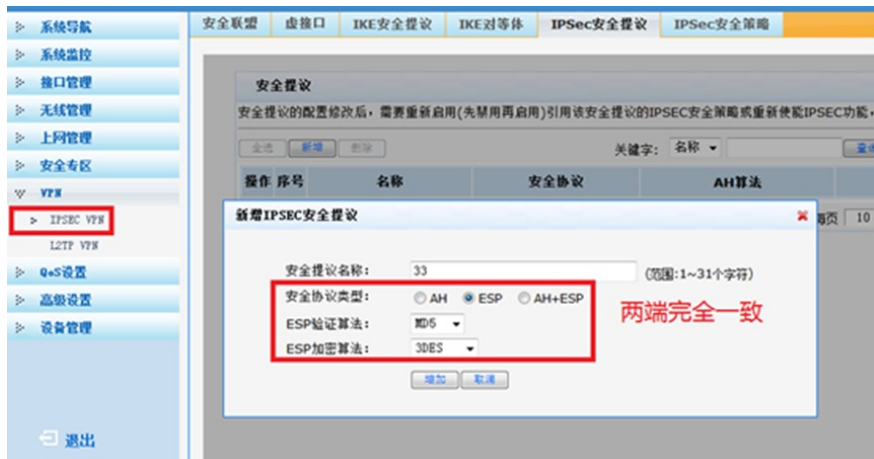 系统导航
系统监控
接口管理
无线管理
上网管理
安全专区
VPN
IPSEC VPN
L2TP VPN
QoS设置
高级设置
设备管理
退出
安全联盟 虚接口 IKE安全提议 IKE对等体 IPSec安全提议 IPSec安全策略
安全提议
安全提议的配置修改后，需要重新启用(先禁用再启用)引用该安全提议的IPSEC安全策略或重新使能IPSEC功能，
全选 新增 删除 关键字： 名称
操作 序号 名称 安全协议 AH算法
每页 10
新增IPSEC安全提议
安全提议名称： 33 (范围:1~31个字符)
安全协议类型： AH ESP AH+ESP
ESP验证算法： MD5
ESP加密算法： 3DES
两端完全一致
增加 取消